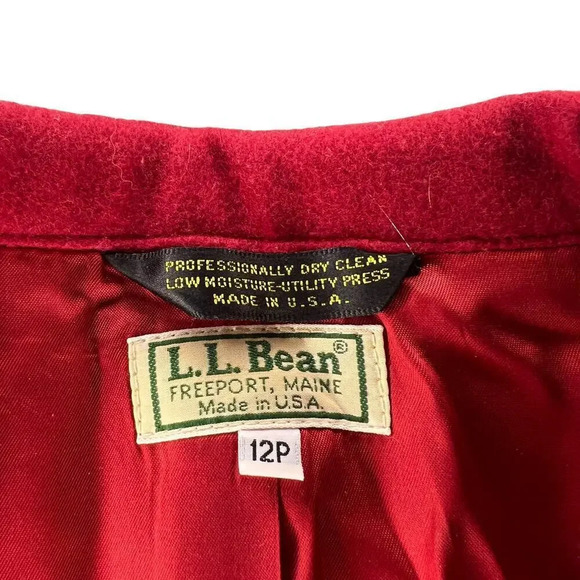 PROFESSIONALLY DRY CLEAN
LOW MOISTURE-UTILITY PRESS
MADE IN U.S.A.
L.L. Bean®
FREEPORT, MAINE
Made in U.S.A.
12P